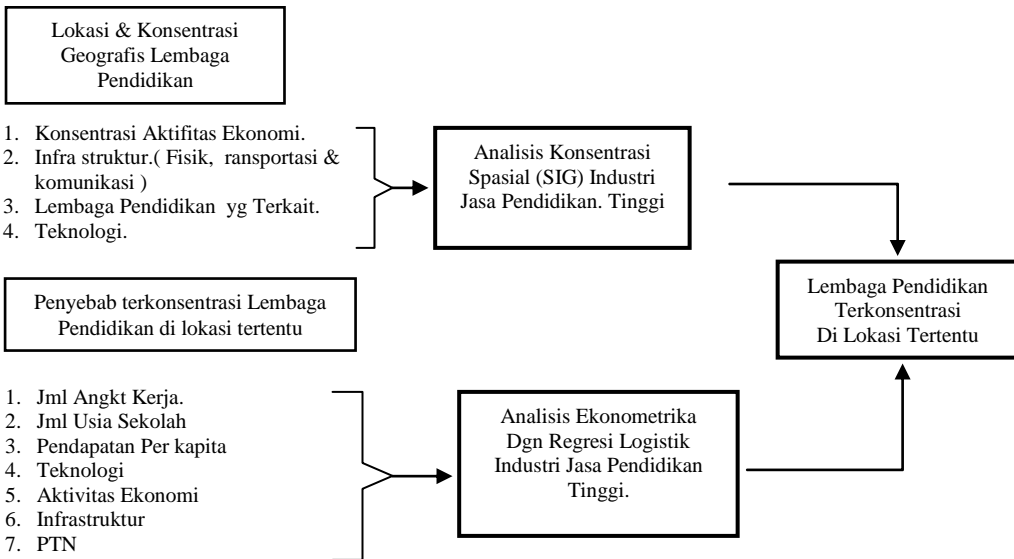 Lokasi & Konsentrasi
Geografis Lembaga
Pendidikan
1. Konsentrasi Aktifitas Ekonomi.
2. Infra struktur.( Fisik, ransportasi &
komunikasi )
3. Lembaga Pendidikan yg Terkait.
4. Teknologi.
Analisis Konsentrasi
Spasial (SIG) Industri
Jasa Pendidikan. Tinggi
Penyebab terkonsentrasi Lembaga
Pendidikan di lokasi tertentu
1. Jml Angkt Kerja.
2. Jml Usia Sekolah
3. Pendapatan Per kapita
4. Teknologi
5. Aktivitas Ekonomi
6. Infrastruktur
7. PTN
Analisis Ekonometrika
Dgn Regresi Logistik
Industri Jasa Pendidikan
Tinggi.
Lembaga Pendidikan
Terkonsentrasi
Di Lokasi Tertentu